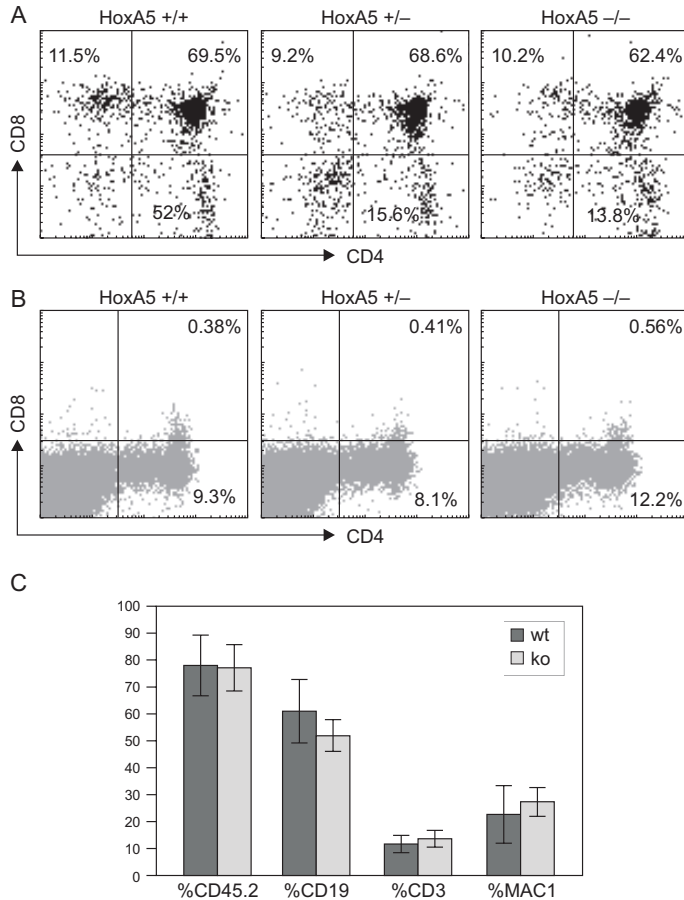 A
HoxA5 +/+ HoxA5 +/– HoxA5 –/–
11.5% 69.5% 9.2% 68.6% 10.2% 62.4%
CD8
52% 15.6% 13.8%
CD4
B
HoxA5 +/+ HoxA5 +/– HoxA5 –/–
0.38% 0.41% 0.56%
CD8
9.3% 8.1% 12.2%
CD4
C
100
90
80
70
60
50
40
30
20
10
0
wt
ko
%CD45.2 %CD19 %CD3 %MAC1